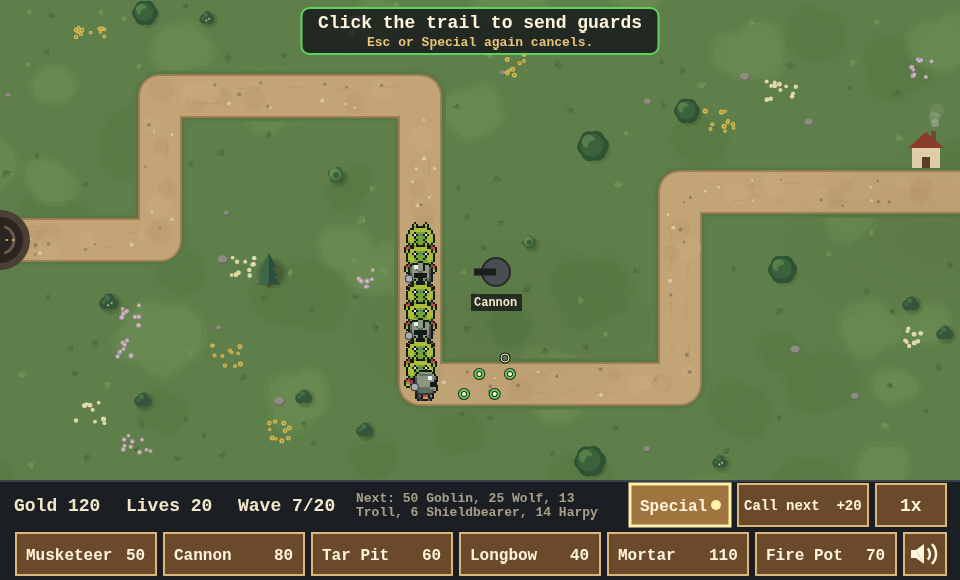 Click the trail to send guards
Esc or Special again cancels.
Cannon
Gold 120 Lives 20 Wave 7/20
Next: 50 Goblin, 25 Wolf, 13
Troll, 6 Shieldbearer, 14 Harpy
Special
Call next +20
1x
Musketeer 50
Cannon 80
Tar Pit 60
Longbow 40
Mortar 110
Fire Pot 70